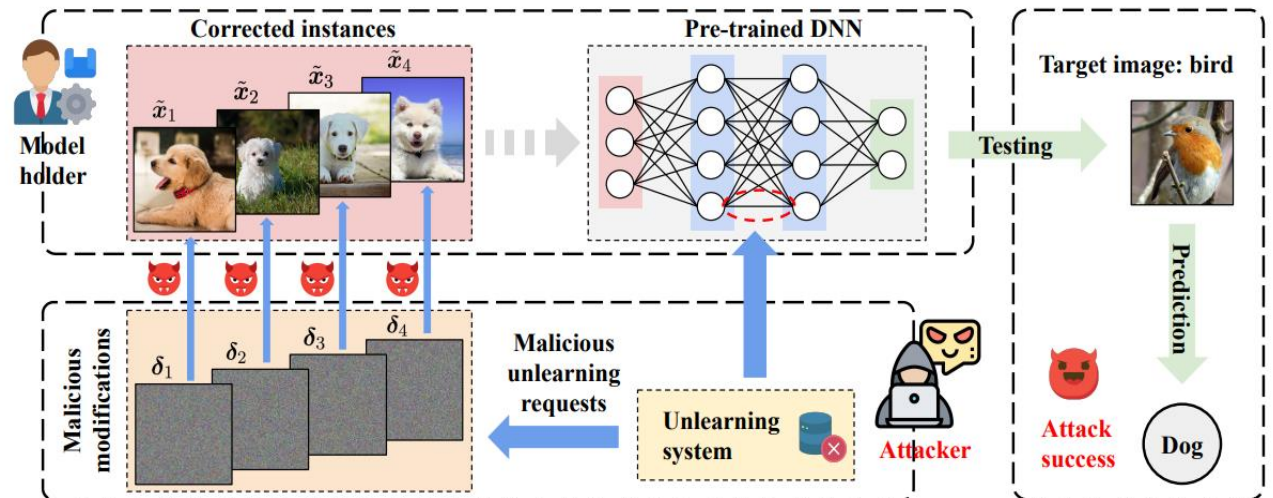 Corrected instances
Pre-trained DNN
Target image: bird
x̃₁
x̃₂
x̃₃
x̃₄
Model
holder
Testing
Prediction
Malicious
modifications
δ₁
δ₂
δ₃
δ₄
Malicious
unlearning
requests
Unlearning
system
Attacker
Attack
success
Dog